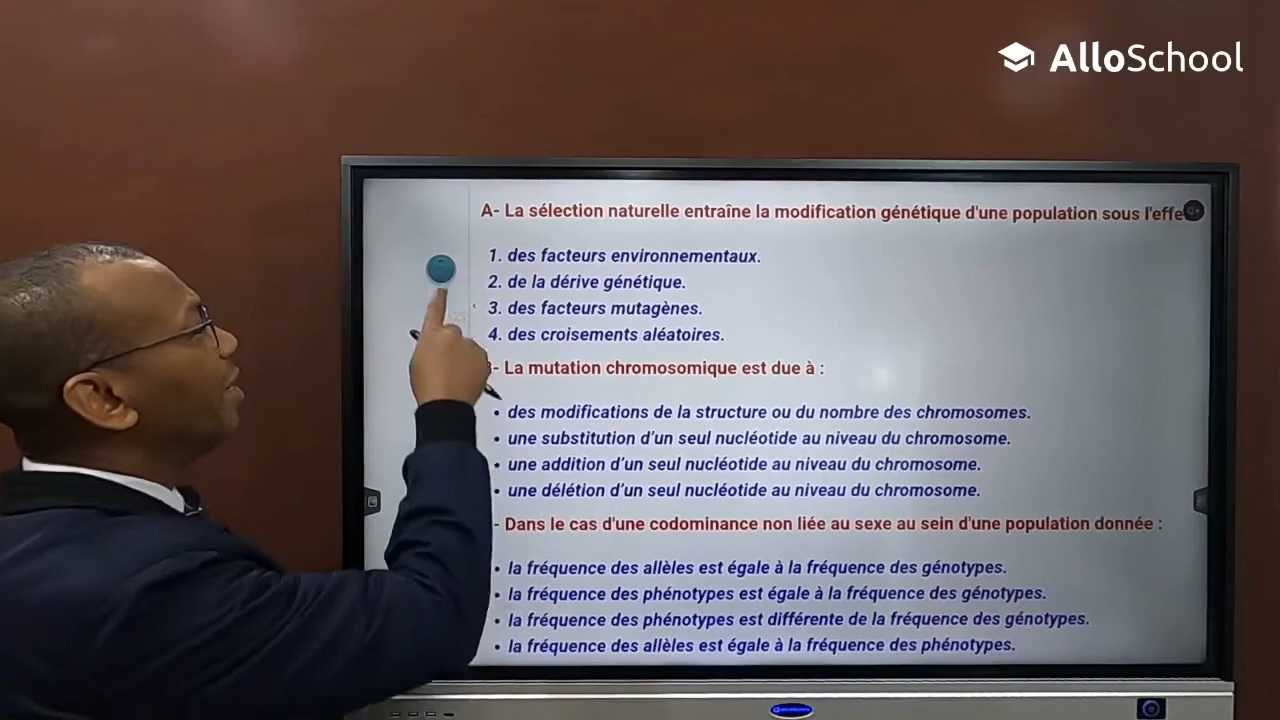 AlloSchool
A- La sélection naturelle entraîne la modification génétique d'une population sous l'effe
1. des facteurs environnementaux.
2. de la dérive génétique.
3. des facteurs mutagènes.
4. des croisements aléatoires.
- La mutation chromosomique est due à :
• des modifications de la structure ou du nombre des chromosomes.
• une substitution d'un seul nucléotide au niveau du chromosome.
• une addition d'un seul nucléotide au niveau du chromosome.
• une délétion d'un seul nucléotide au niveau du chromosome.
- Dans le cas d'une codominance non liée au sexe au sein d'une population donnée :
• la fréquence des allèles est égale à la fréquence des génotypes.
• la fréquence des phénotypes est égale à la fréquence des génotypes.
• la fréquence des phénotypes est différente de la fréquence des génotypes.
• la fréquence des allèles est égale à la fréquence des phénotypes.